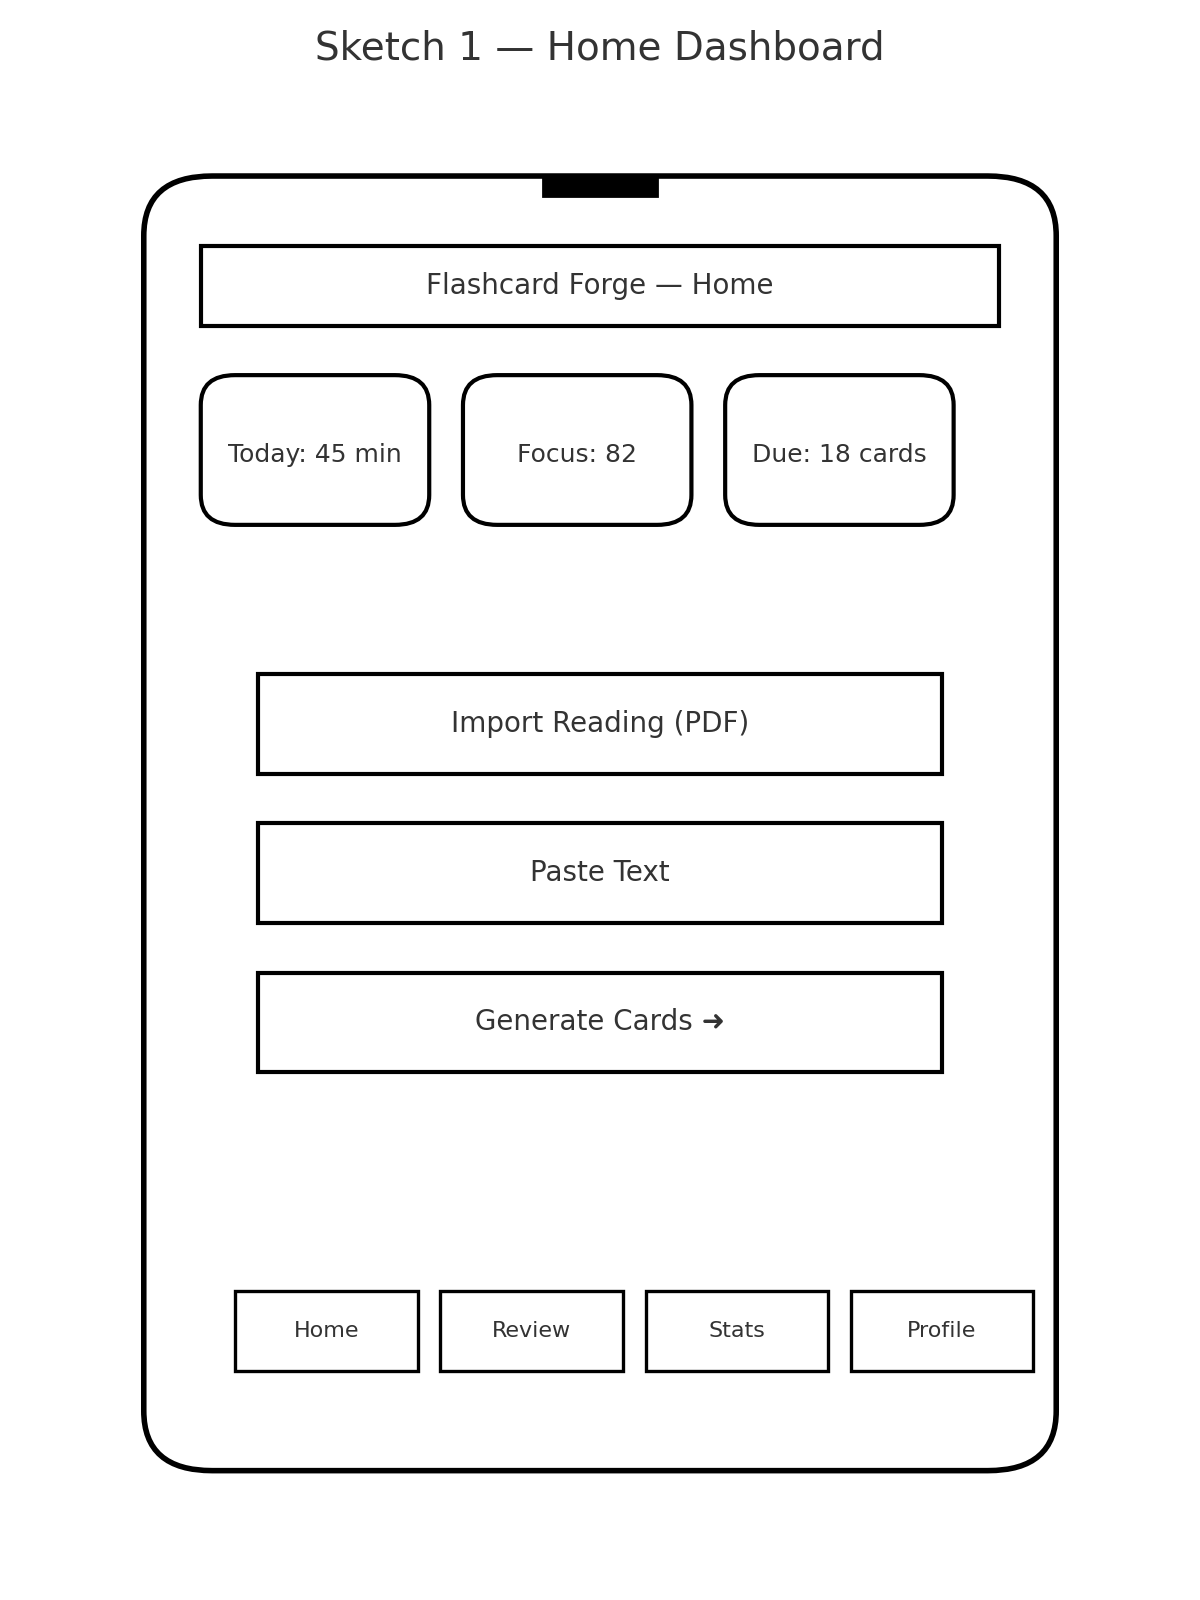 Sketch 1 — Home Dashboard
Flashcard Forge — Home
Today: 45 min
Focus: 82
Due: 18 cards
Import Reading (PDF)
Paste Text
Generate Cards ➜
Home
Review
Stats
Profile